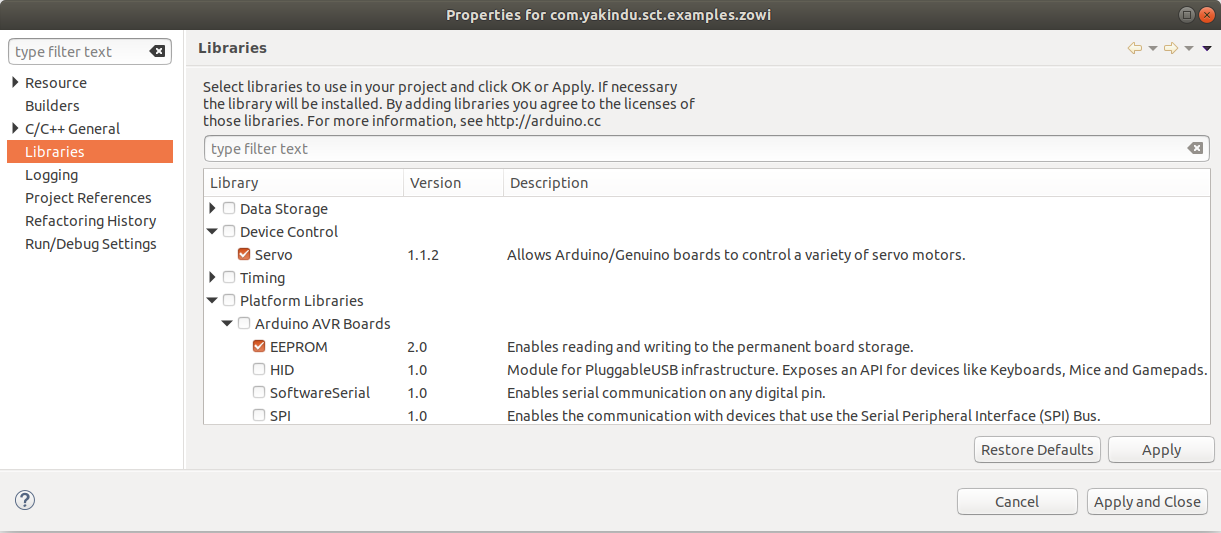 Properties for com.yakindu.sct.examples.zowi
type filter text
Resource
Builders
C/C++ General
Libraries
Logging
Project References
Refactoring History
Run/Debug Settings
Libraries
Select libraries to use in your project and click OK or Apply. If necessary
the library will be installed. By adding libraries you agree to the licenses of
those libraries. For more information, see http://arduino.cc
type filter text
Library Version Description
Data Storage
Device Control
Servo 1.1.2 Allows Arduino/Genuino boards to control a variety of servo motors.
Timing
Platform Libraries
Arduino AVR Boards
EEPROM 2.0 Enables reading and writing to the permanent board storage.
HID 1.0 Module for PluggableUSB infrastructure. Exposes an API for devices like Keyboards, Mice and Gamepads.
SoftwareSerial 1.0 Enables serial communication on any digital pin.
SPI 1.0 Enables the communication with devices that use the Serial Peripheral Interface (SPI) Bus.
Restore Defaults Apply
? Cancel Apply and Close